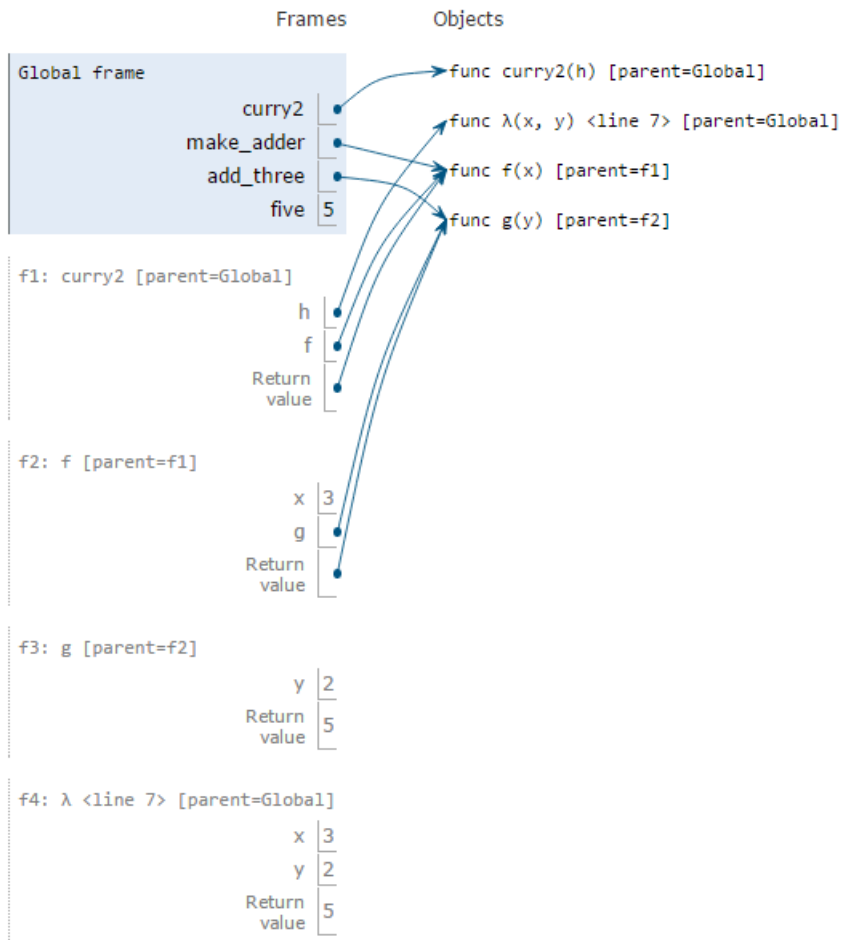 Frames Objects
Global frame
curry2
make_adder
add_three
five 5
func curry2(h) [parent=Global]
func λ(x, y) <line 7> [parent=Global]
func f(x) [parent=f1]
func g(y) [parent=f2]
f1: curry2 [parent=Global]
h
f
Return
value
f2: f [parent=f1]
x 3
g
Return
value
f3: g [parent=f2]
y 2
Return
value 5
f4: λ <line 7> [parent=Global]
x 3
y 2
Return
value 5